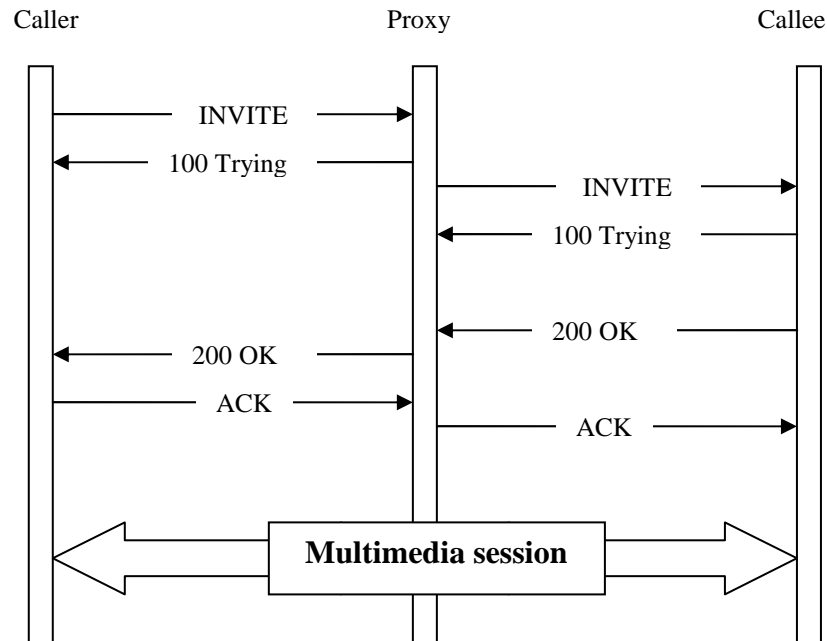 Caller Proxy Callee
INVITE
100 Trying
INVITE
100 Trying
200 OK
200 OK
ACK
ACK
Multimedia session